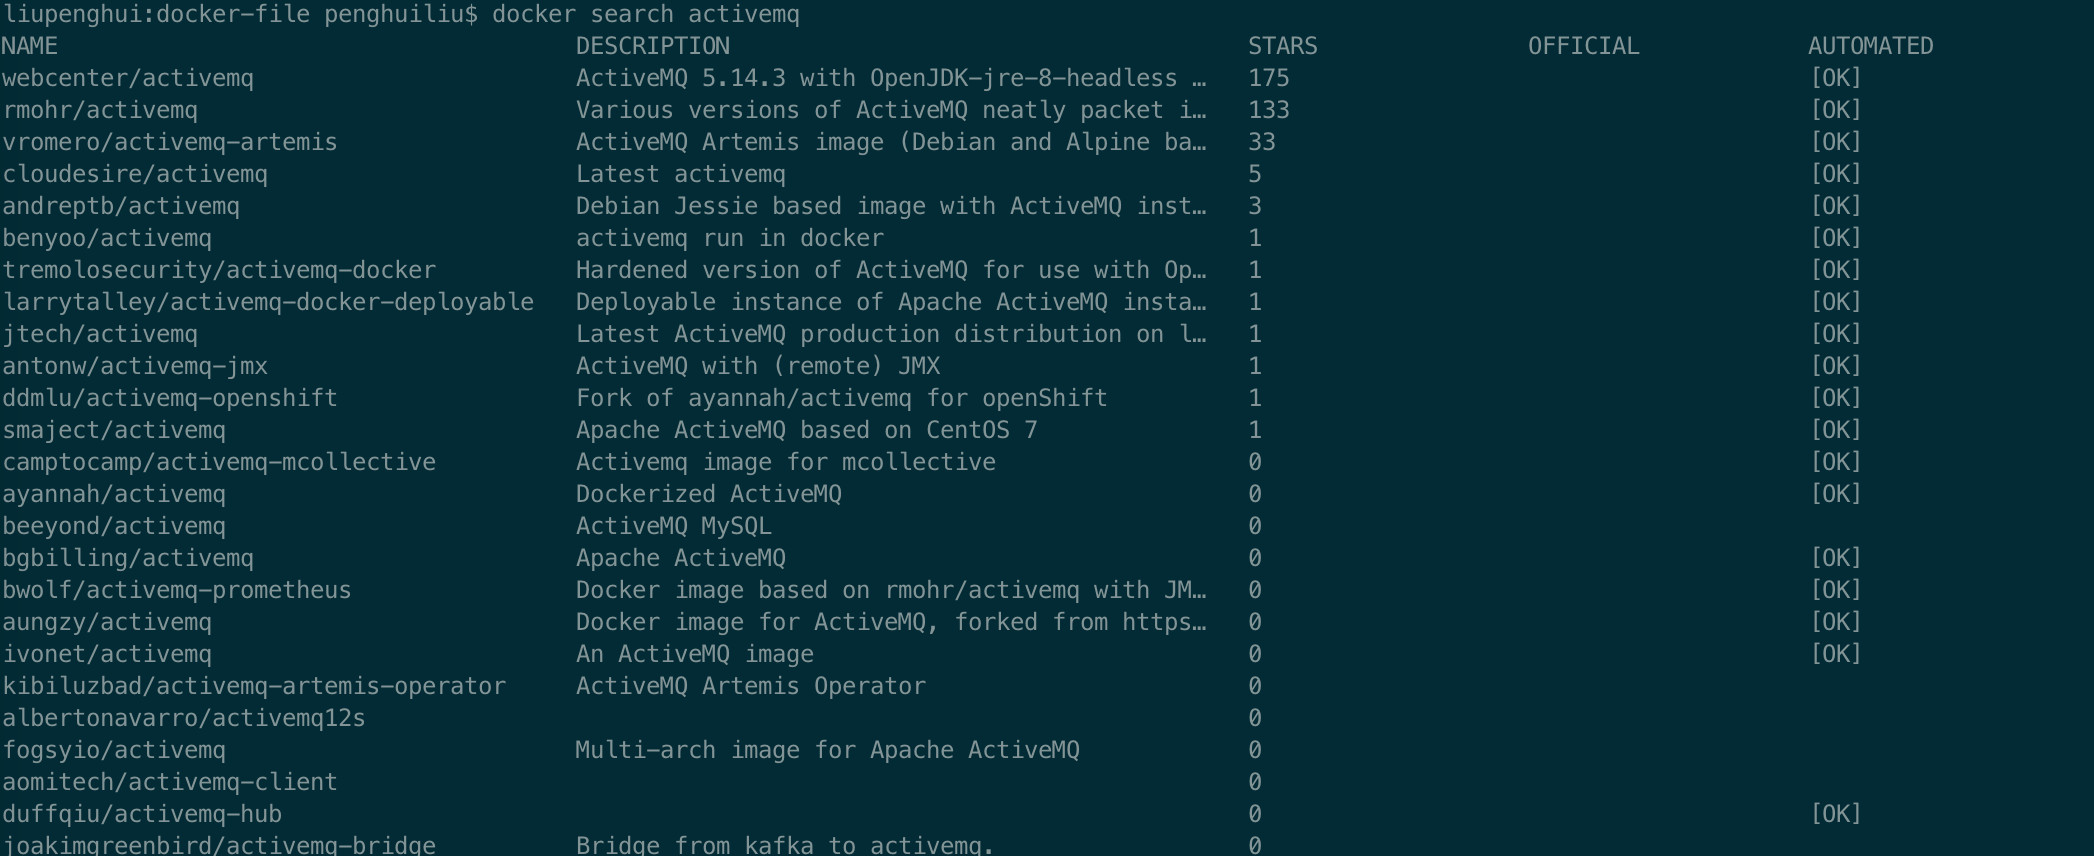 liupenghui:docker-file penghuiliu$ docker search activemq
NAME DESCRIPTION STARS OFFICIAL AUTOMATED
webcenter/activemq ActiveMQ 5.14.3 with OpenJDK-jre-8-headless … 175 [OK]
rmohr/activemq Various versions of ActiveMQ neatly packet i… 133 [OK]
vromero/activemq-artemis ActiveMQ Artemis image (Debian and Alpine ba… 33 [OK]
cloudesire/activemq Latest activemq 5 [OK]
andreptb/activemq Debian Jessie based image with ActiveMQ inst… 3 [OK]
benyoo/activemq activemq run in docker 1 [OK]
tremolosecurity/activemq-docker Hardened version of ActiveMQ for use with Op… 1 [OK]
larrytalley/activemq-docker-deployable Deployable instance of Apache ActiveMQ insta… 1 [OK]
jtech/activemq Latest ActiveMQ production distribution on l… 1 [OK]
antonw/activemq-jmx ActiveMQ with (remote) JMX 1 [OK]
ddmlu/activemq-openshift Fork of ayannah/activemq for openShift 1 [OK]
smaject/activemq Apache ActiveMQ based on CentOS 7 1 [OK]
camptocamp/activemq-mcollective Activemq image for mcollective 0 [OK]
ayannah/activemq Dockerized ActiveMQ 0 [OK]
beeyond/activemq ActiveMQ MySQL 0
bgbilling/activemq Apache ActiveMQ 0 [OK]
bwolf/activemq-prometheus Docker image based on rmohr/activemq with JM… 0 [OK]
aungzy/activemq Docker image for ActiveMQ, forked from https… 0 [OK]
ivonet/activemq An ActiveMQ image 0 [OK]
kibiluzbad/activemq-artemis-operator ActiveMQ Artemis Operator 0
albertonavarro/activemq12s 0
fogsyio/activemq Multi-arch image for Apache ActiveMQ 0
aomitech/activemq-client 0
duffqiu/activemq-hub 0 [OK]
joakimgreenbird/activemq-bridge Bridge from kafka to activemq. 0